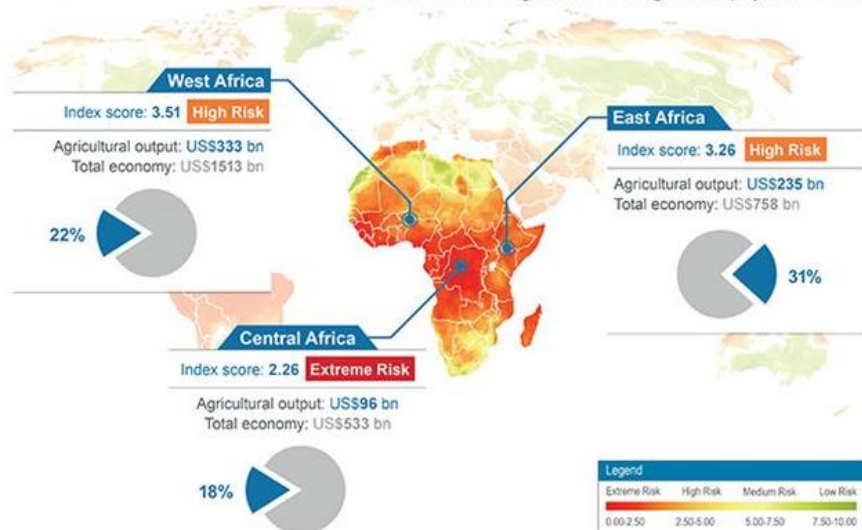 West Africa
Index score: 3.51 High Risk
Agricultural output: US$333 bn
Total economy: US$1513 bn
22%
East Africa
Index score: 3.26 High Risk
Agricultural output: US$235 bn
Total economy: US$758 bn
31%
Central Africa
Index score: 2.26 Extreme Risk
Agricultural output: US$96 bn
Total economy: US$533 bn
18%
Legend
Extreme Risk High Risk Medium Risk Low Risk
0.00-2.50 2.50-5.00 5.00-7.50 7.50-10.00